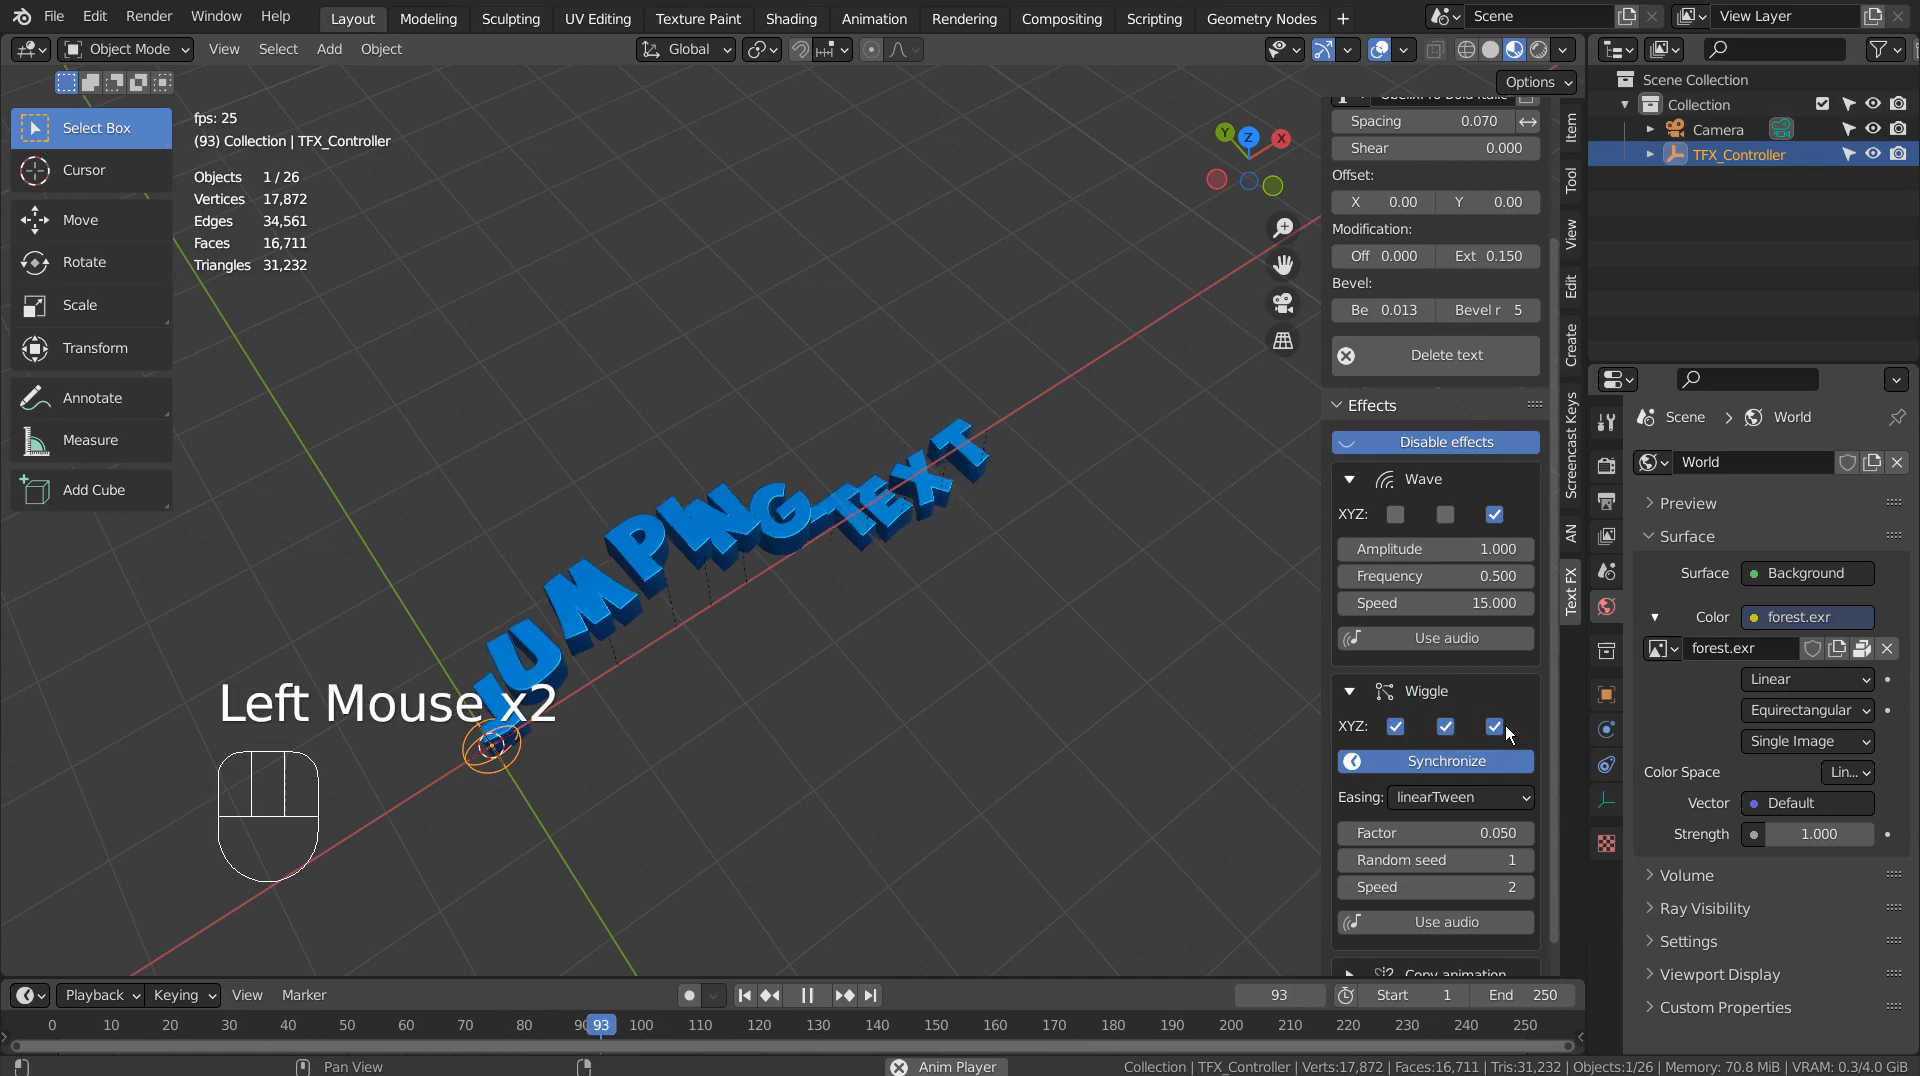 File Edit Render Window Help Layout Modeling Sculpting UV Editing Texture Paint Shading Animation Rendering Compositing Scripting Geometry Nodes + Scene View Layer
Object Mode View Select Add Object Global
Options
Select Box
Cursor
Move
Rotate
Scale
Transform
Annotate
Measure
Add Cube
fps: 25
(93) Collection | TFX_Controller
Objects 1 / 26
Vertices 17,872
Edges 34,561
Faces 16,711
Triangles 31,232
Y Z X
JUMPING-TEXT
Left Mouse x2
Spacing 0.070
Shear 0.000
Offset:
X 0.00 Y 0.00
Modification:
Off 0.000 Ext 0.150
Bevel:
Be 0.013 Bevel r 5
Delete text
Effects
Disable effects
Wave
XYZ:
Amplitude 1.000
Frequency 0.500
Speed 15.000
Use audio
Wiggle
XYZ:
Synchronize
Easing: linearTween
Factor 0.050
Random seed 1
Speed 2
Use audio
Copy animation
Item
Tool
View
Edit
Create
Screencast Keys
AN
Text FX
Scene Collection
Collection
Camera
TFX_Controller
Scene > World
World
Preview
Surface
Surface Background
Color forest.exr
forest.exr
Linear
Equirectangular
Single Image
Color Space Lin...
Vector Default
Strength 1.000
Volume
Ray Visibility
Settings
Viewport Display
Custom Properties
Playback Keying View Marker 93 Start 1 End 250
0 10 20 30 40 50 60 70 80 90 93 100 110 120 130 140 150 160 170 180 190 200 210 220 230 240 250
Pan View Anim Player Collection | TFX_Controller | Verts:17,872 | Faces:16,711 | Tris:31,232 | Objects:1/26 | Memory: 70.8 MiB | VRAM: 0.3/4.0 GiB